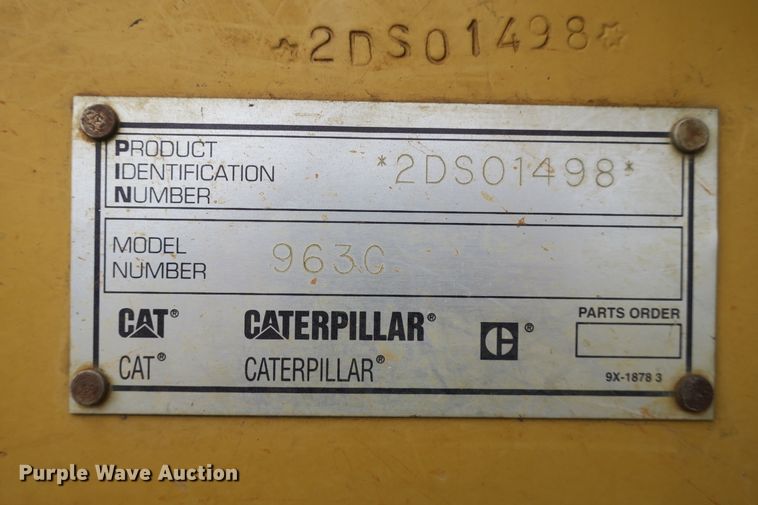 *2DS01498*
PRODUCT
IDENTIFICATION
NUMBER
*2DS01498*
MODEL
NUMBER
963C
CAT®
CATERPILLAR®
C®
PARTS ORDER
CAT®
CATERPILLAR®
9X-1878 3
Purple Wave Auction